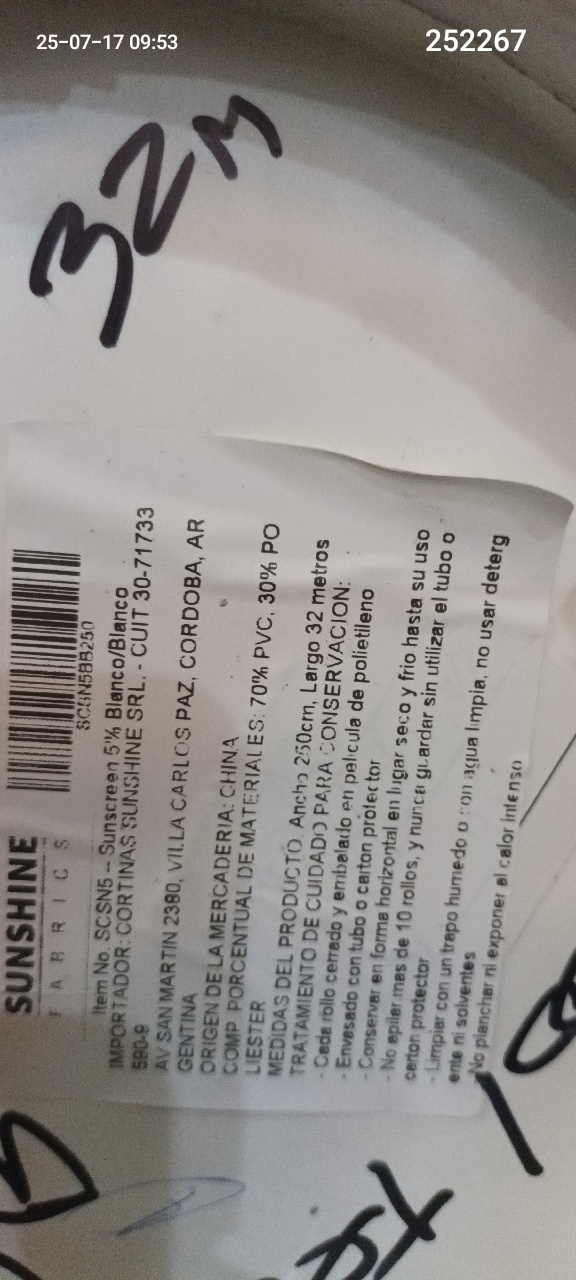 25-07-17 09:53
252267
32M
SUNSHINE
FABRICS
SCSN5BB250
Item No. SCSN5 – Sunscreen 5% Blanco/Blanco
IMPORTADOR: CORTINAS SUNSHINE SRL. - CUIT 30-71733
590-9
AV SAN MARTIN 2380, VILLA CARLOS PAZ, CORDOBA, AR
GENTINA
ORIGEN DE LA MERCADERIA: CHINA
COMP PORCENTUAL DE MATERIALES: 70% PVC, 30% PO
LIESTER
MEDIDAS DEL PRODUCTO. Ancho 250cm, Largo 32 metros
TRATAMIENTO DE CUIDADO PARA CONSERVACION:
- Cada rollo cerrado y embalado en pelicula de polietileno
- Envasado con tubo o carton protector
- Conservar en forma horizontal en lugar seco y frio hasta su uso
- No apilar mas de 10 rollos, y nunca guardar sin utilizar el tubo o
carton protector
- Limpiar con un trapo humedo o con agua limpia, no usar deterg
ente ni solventes
- No planchar ni exponer al calor intenso